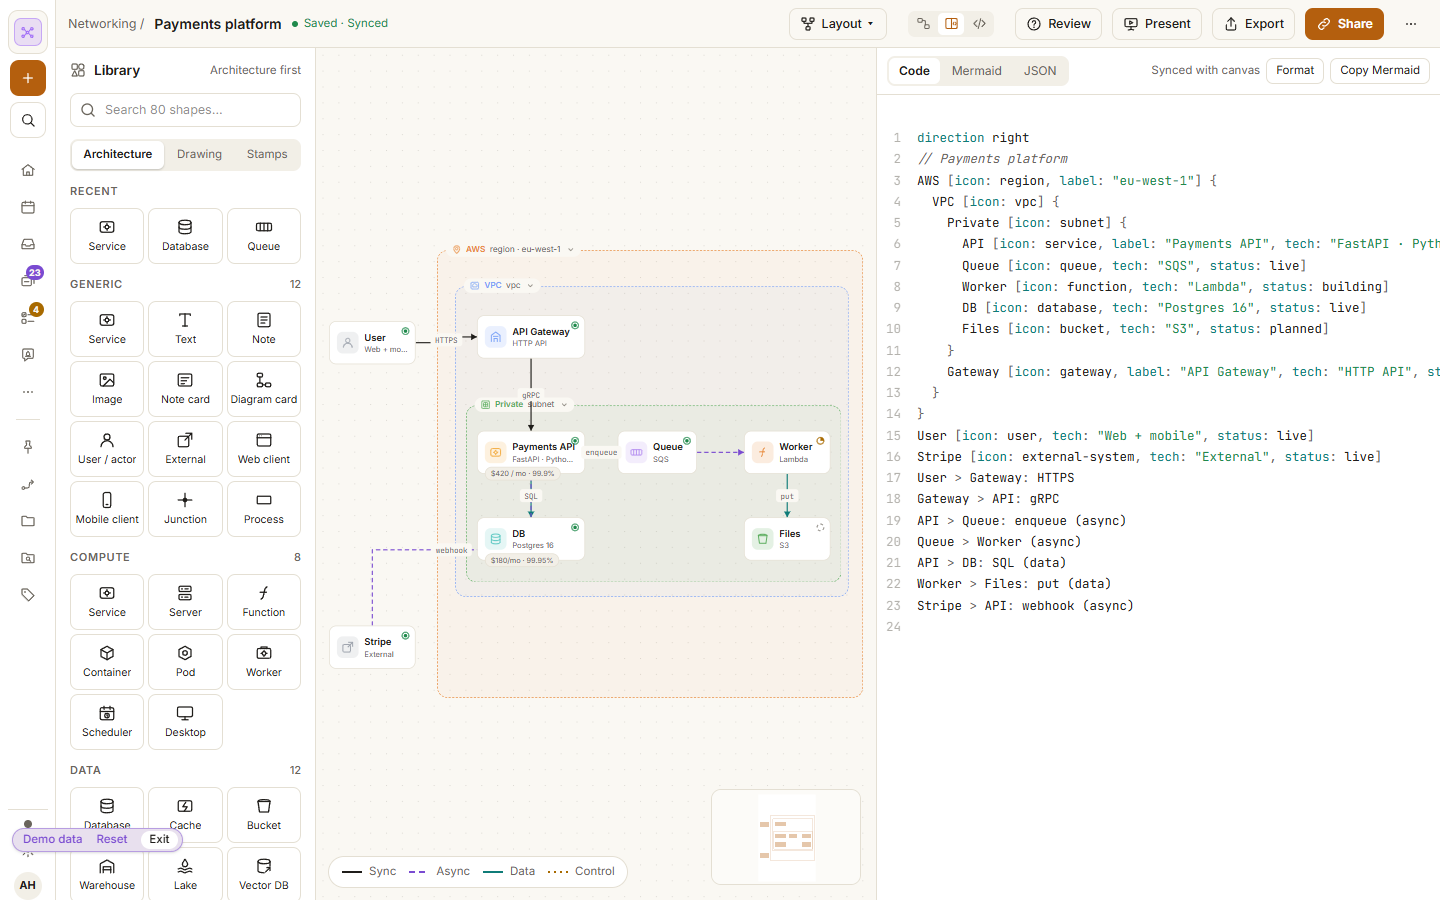 Networking /
Payments platform
Saved · Synced
Layout
Review
Present
Export
Share
23
4
Library
Architecture first
Search 80 shapes...
Architecture
Drawing
Stamps
RECENT
Service
Database
Queue
GENERIC
12
Service
Text
Note
Image
Note card
Diagram card
User / actor
External
Web client
Mobile client
Junction
Process
COMPUTE
8
Service
Server
Function
Container
Pod
Worker
Scheduler
Desktop
DATA
12
Database
Cache
Bucket
Warehouse
Lake
Vector DB
Demo data
Reset
Exit
AH
AWS region · eu-west-1
VPC vpc
User
Web + mo...
HTTPS
API Gateway
HTTP API
gRPC
Private subnet
Payments API
FastAPI · Pytho...
$420 / mo · 99.9%
enqueue
Queue
SQS
Worker
Lambda
SQL
put
DB
Postgres 16
$180/mo · 99.95%
Files
S3
webhook
Stripe
External
Sync
Async
Data
Control
Code
Mermaid
JSON
Synced with canvas
Format
Copy Mermaid
1 direction right
2 // Payments platform
3 AWS [icon: region, label: "eu-west-1"] {
4 VPC [icon: vpc] {
5 Private [icon: subnet] {
6 API [icon: service, label: "Payments API", tech: "FastAPI · Pyth
7 Queue [icon: queue, tech: "SQS", status: live]
8 Worker [icon: function, tech: "Lambda", status: building]
9 DB [icon: database, tech: "Postgres 16", status: live]
10 Files [icon: bucket, tech: "S3", status: planned]
11 }
12 Gateway [icon: gateway, label: "API Gateway", tech: "HTTP API", st
13 }
14 }
15 User [icon: user, tech: "Web + mobile", status: live]
16 Stripe [icon: external-system, tech: "External", status: live]
17 User > Gateway: HTTPS
18 Gateway > API: gRPC
19 API > Queue: enqueue (async)
20 Queue > Worker (async)
21 API > DB: SQL (data)
22 Worker > Files: put (data)
23 Stripe > API: webhook (async)
24